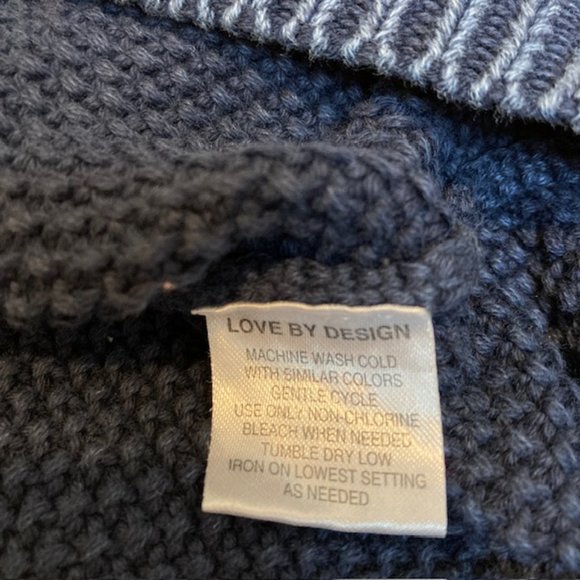 LOVE BY DESIGN
MACHINE WASH COLD
WITH SIMILAR COLORS
GENTLE CYCLE
USE ONLY NON-CHLORINE
BLEACH WHEN NEEDED
TUMBLE DRY LOW
IRON ON LOWEST SETTING
AS NEEDED